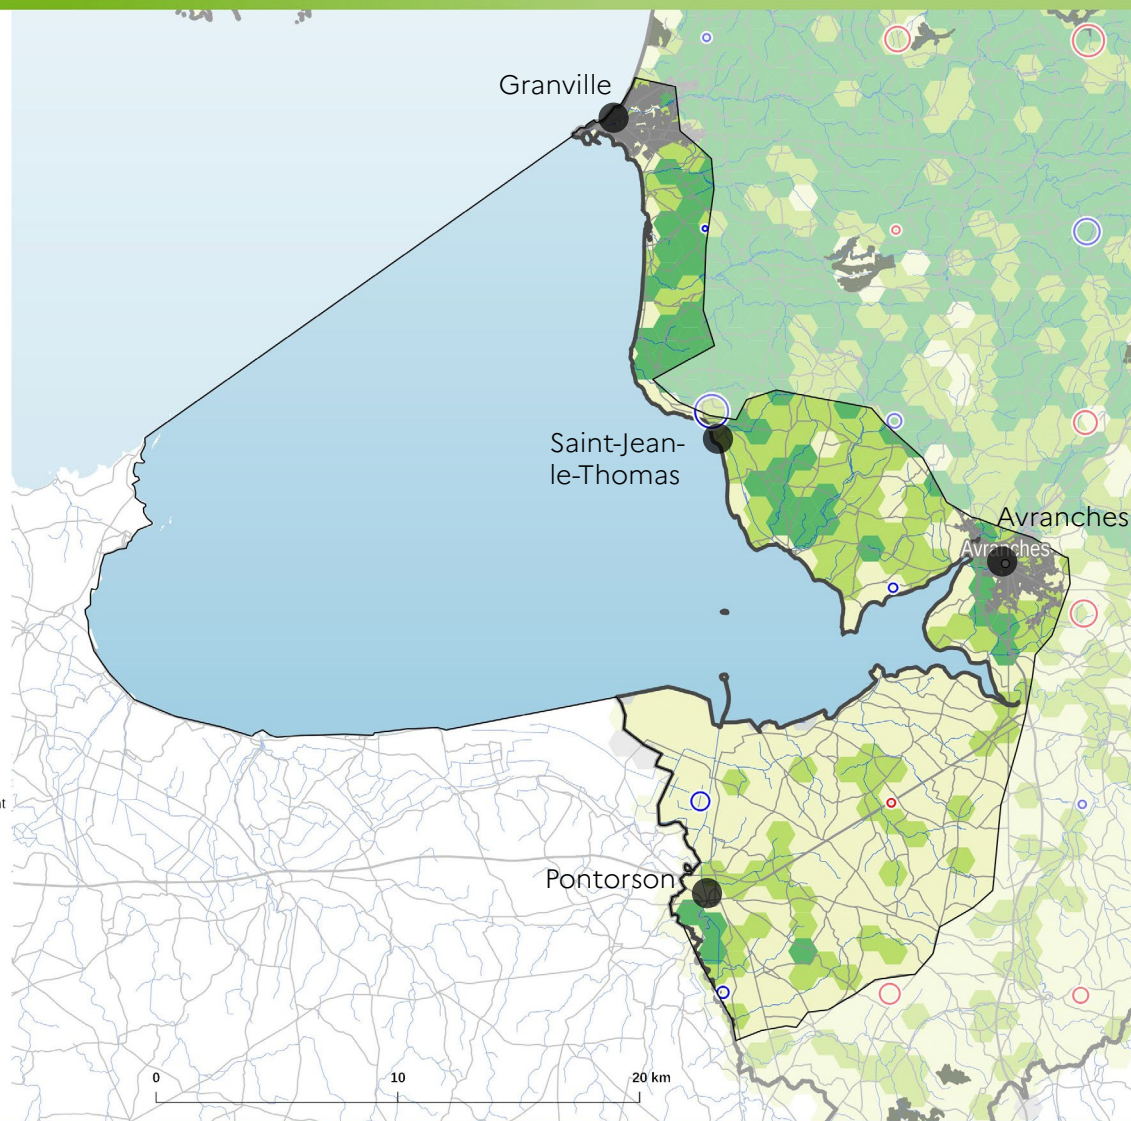 Granville
Saint-Jean-
le-Thomas
Avranches
Avranches
Pontorson
0 10 20 km